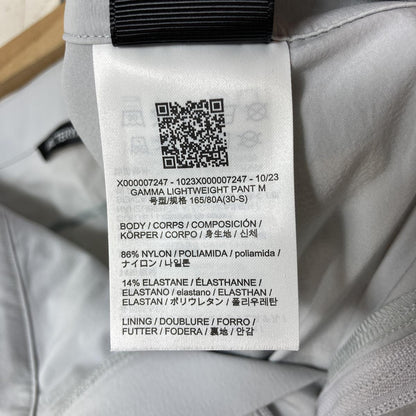 X000007247 - 1023X000007247 - 10/23
GAMMA LIGHTWEIGHT PANT M
号型/规格 165/80A(30-S)
BODY / CORPS / COMPOSICIÓN /
KÖRPER / CORPO / 身生地 / 신체
86% NYLON / POLIAMIDA / poliamida /
ナイロン / 나일론
14% ELASTANE / ÉLASTHANNE /
ELASTANO / elastano / ELASTHAN /
ELASTAN / ポリウレタン / 폴리우레탄
LINING / DOUBLURE / FORRO /
FUTTER / FODERA / 裏地 / 안감